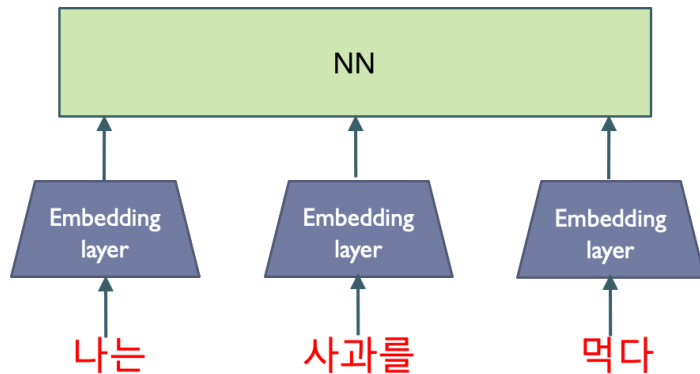 NN
Embedding
layer
Embedding
layer
Embedding
layer
나는 사과를 먹다